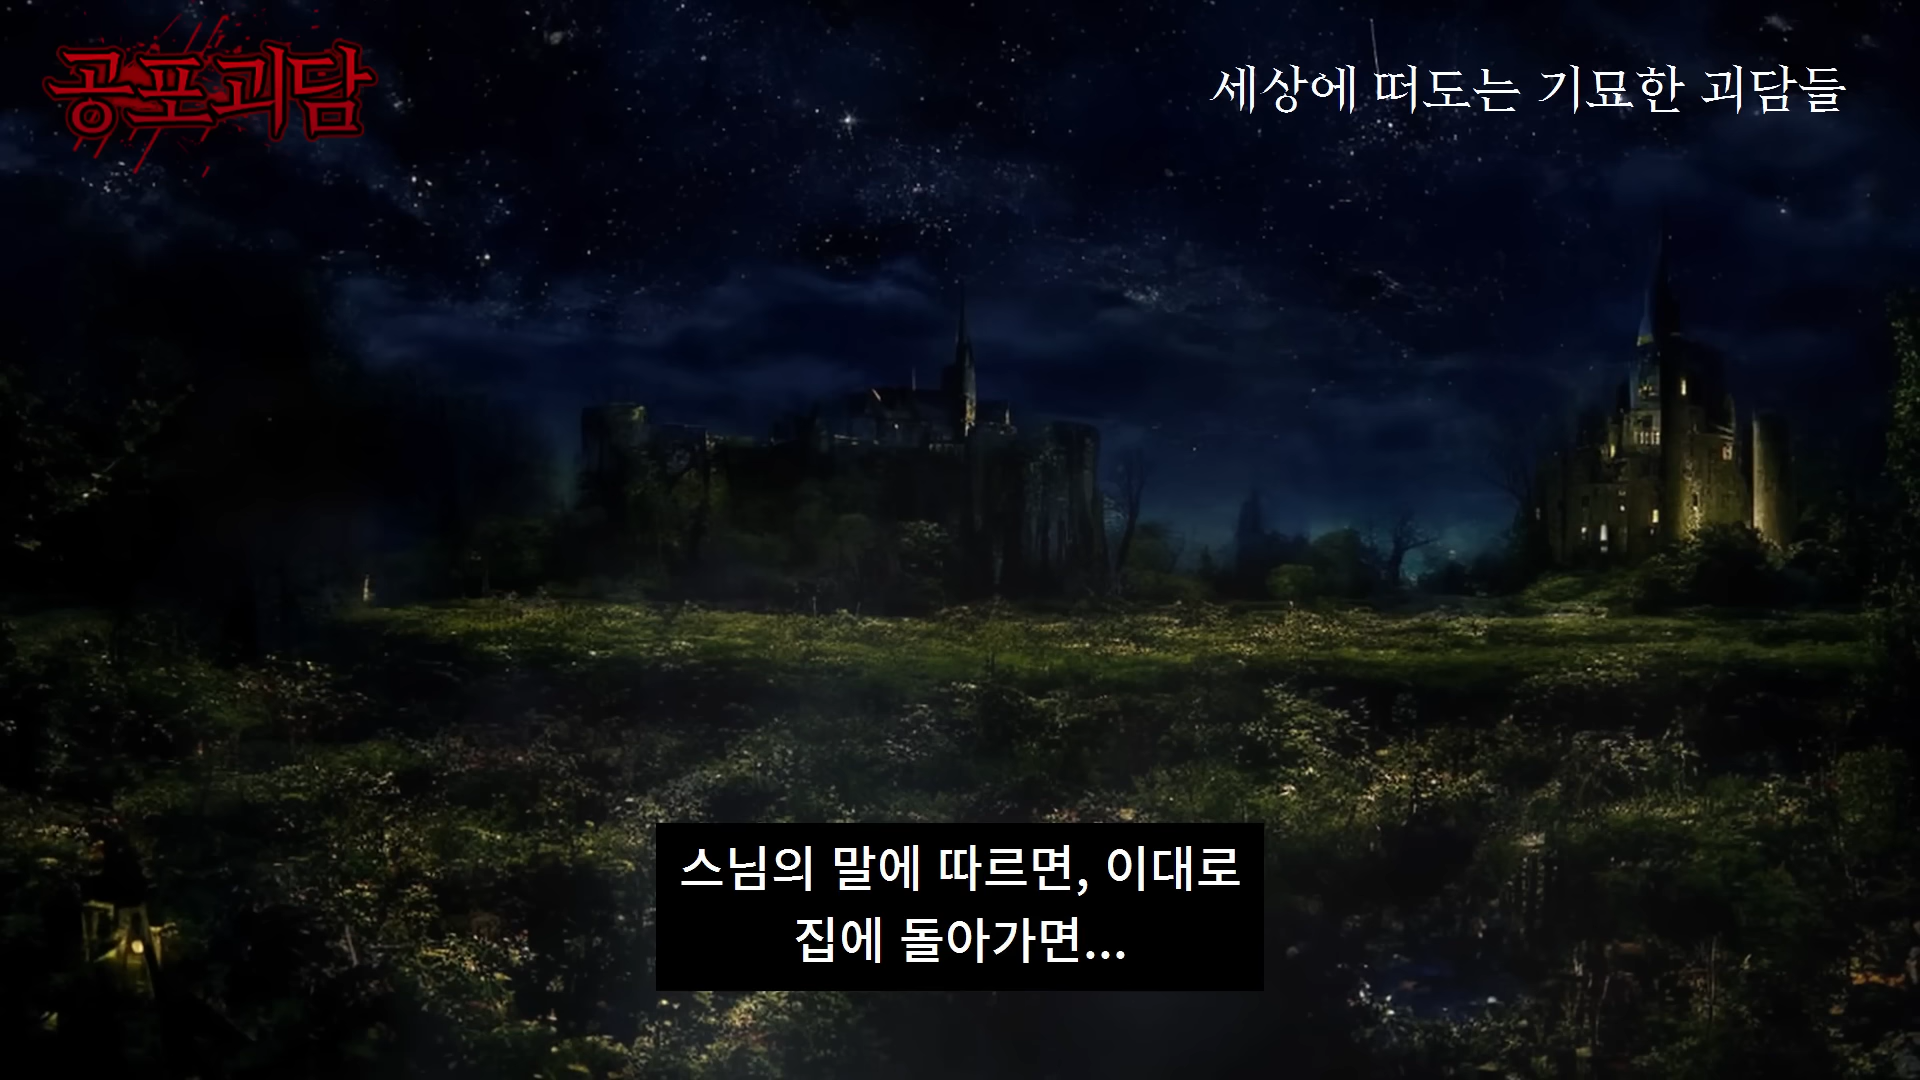 공포괴담
세상에 떠도는 기묘한 괴담들
스님의 말에 따르면, 이대로
집에 돌아가면...